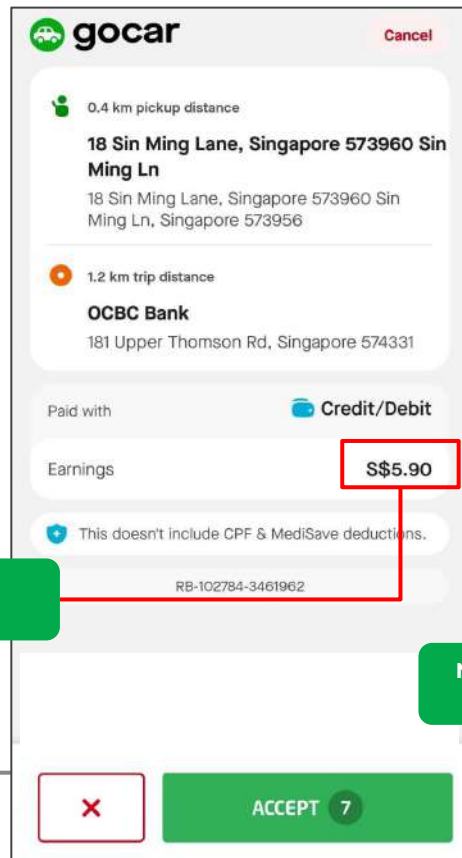 gocar
Cancel
0.4 km pickup distance
18 Sin Ming Lane, Singapore 573960 Sin
Ming Ln
18 Sin Ming Lane, Singapore 573960 Sin
Ming Ln, Singapore 573956
1.2 km trip distance
OCBC Bank
181 Upper Thomson Rd, Singapore 574331
Paid with
Credit/Debit
Earnings
S$5.90
This doesn't include CPF & MediSave deductions.
RB-102784-3461962
ACCEPT 7